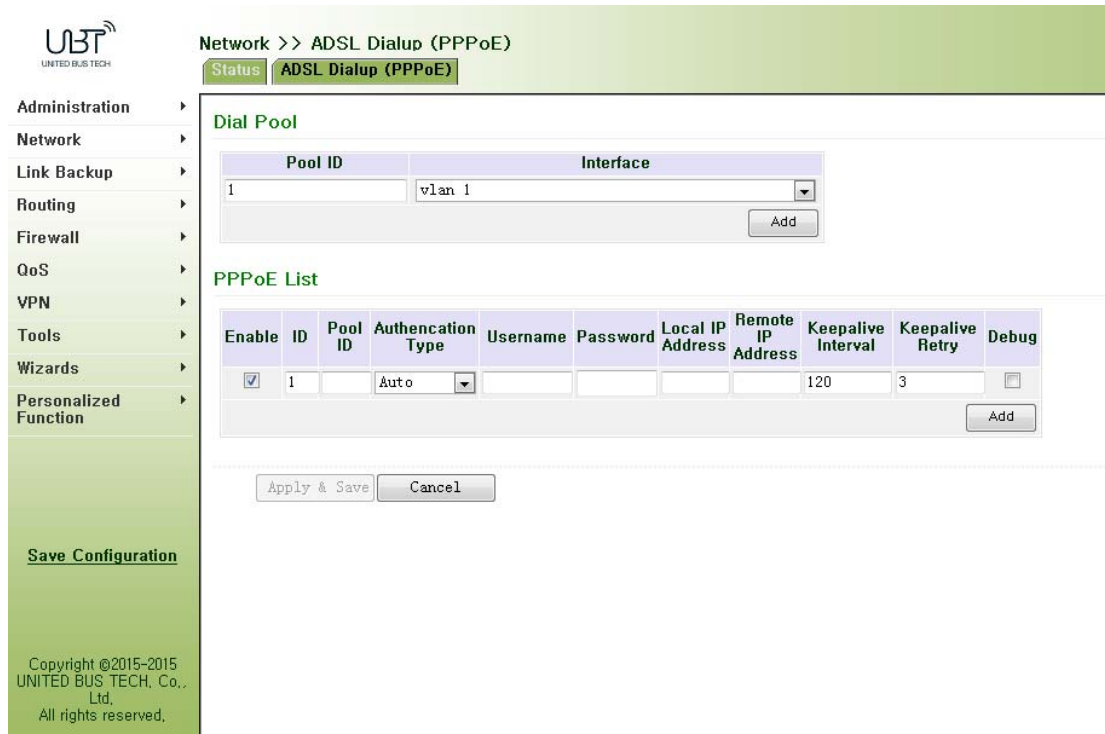 UBT
UNITED BUS TECH
Network >> ADSL Dialup (PPPoE)
Status
ADSL Dialup (PPPoE)
Administration
Network
Link Backup
Routing
Firewall
QoS
VPN
Tools
Wizards
Personalized
Function
Save Configuration
Copyright ©2015-2015
UNITED BUS TECH, Co.,
Ltd.
All rights reserved.
Dial Pool
Pool ID Interface
1 vlan 1
Add
PPPoE List
Enable ID Pool ID Authencation Type Username Password Local IP Address Remote IP Address Keepalive Interval Keepalive Retry Debug
1 Auto 120 3
Add
Apply & Save Cancel